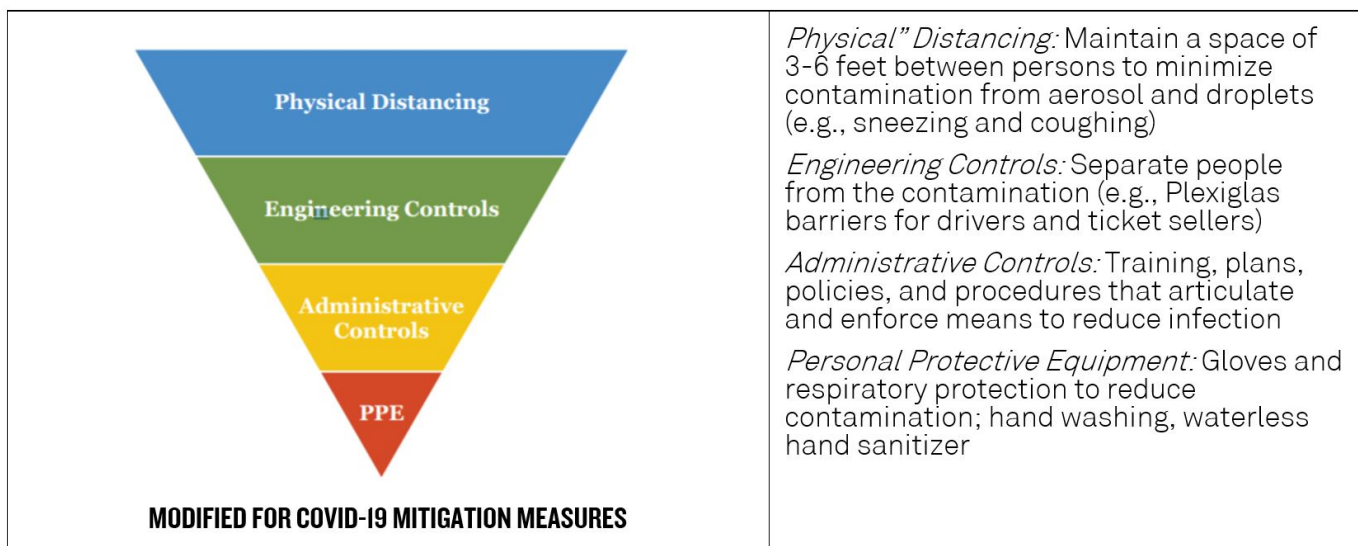 Physical Distancing
Engineering Controls
Administrative
Controls
PPE
MODIFIED FOR COVID-19 MITIGATION MEASURES
Physical” Distancing: Maintain a space of
3-6 feet between persons to minimize
contamination from aerosol and droplets
(e.g., sneezing and coughing)
Engineering Controls: Separate people
from the contamination (e.g., Plexiglas
barriers for drivers and ticket sellers)
Administrative Controls: Training, plans,
policies, and procedures that articulate
and enforce means to reduce infection
Personal Protective Equipment: Gloves and
respiratory protection to reduce
contamination; hand washing, waterless
hand sanitizer